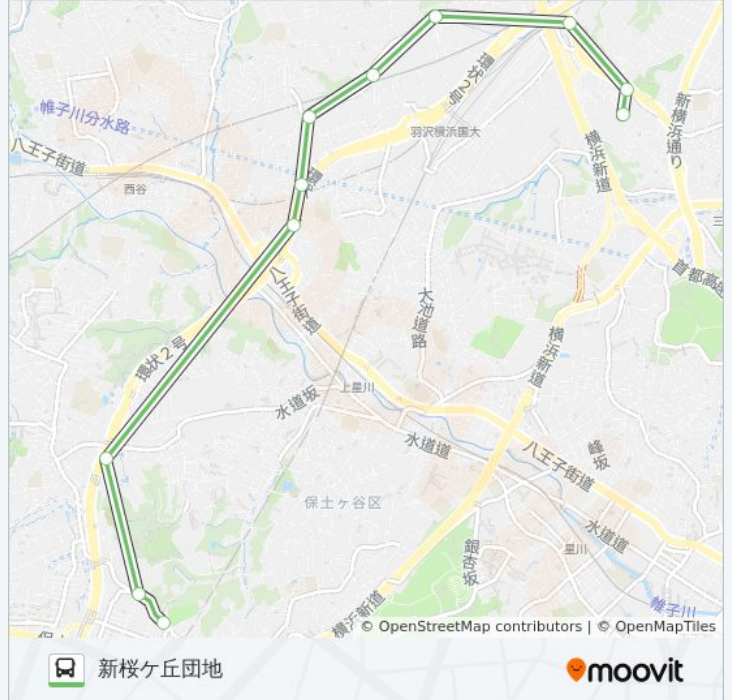 環状2号
新横浜通り
帷子川分水路
羽沢横浜国大
八王子街道
横浜新道
西谷
環状
三
首都高速
八王子街道
大池道路
横浜新道
環状2号
上星川
水道坂
水道道
峰坂
八王子街道
保土ヶ谷区
水道道
銀杏坂
星川
横浜新道
帷子川
© OpenStreetMap contributors | © OpenMapTiles
新桜ケ丘団地
moovit